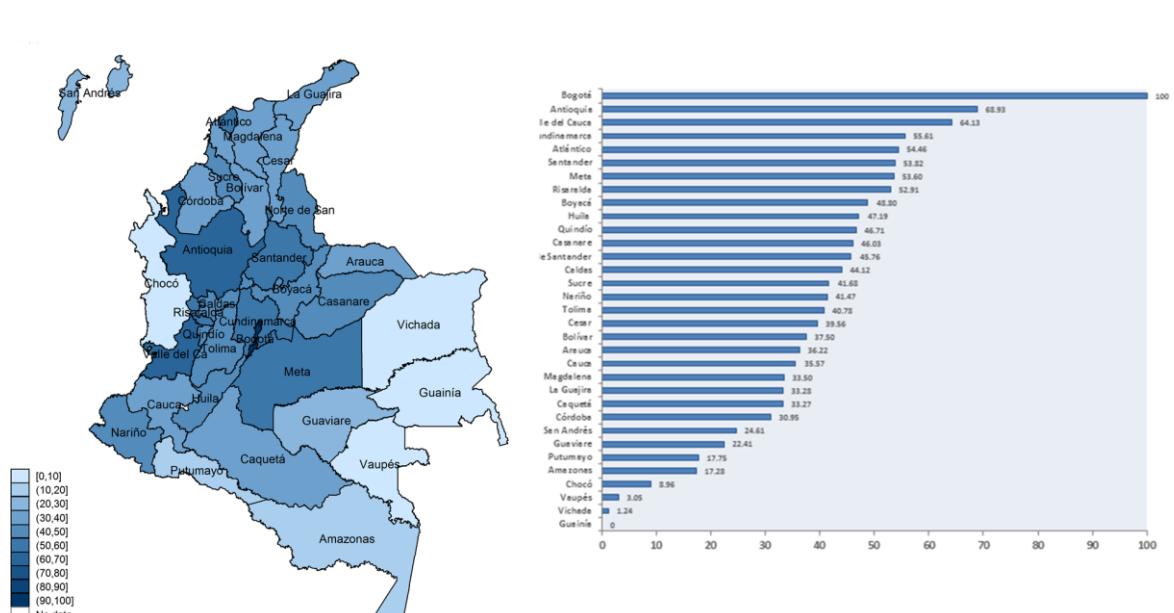 San Andrés
La Guajira
Atlántico
Magdalena
Cesar
Sucre
Bolívar
Córdoba
Norte de San
Antioquia
Santander
Arauca
Chocó
Boyacá
Casanare
Caldas
Risaralda
Cundinamarca
Vichada
Quindío
Bogotá
Valle del Ca
Tolima
Meta
Guainía
Cauca
Huila
Guaviare
Nariño
Caquetá
Vaupés
Putumayo
Amazonas
[0,10]
(10,20]
(20,30]
(30,40]
(40,50]
(50,60]
(60,70]
(70,80]
(80,90]
(90,100]
No data
Bogotá 100
Antioquia 68.93
lle del Cauca 64.13
undinamarca 55.61
Atlántico 54.46
Santander 53.82
Meta 53.60
Risaralda 52.91
Boyacá 48.80
Huila 47.19
Quindío 46.71
Casanare 46.03
e Santander 45.76
Caldas 44.12
Sucre 41.68
Nariño 41.47
Tolima 40.78
Cesar 39.56
Bolívar 37.50
Arauca 36.22
Cauca 35.57
Magdalena 33.50
La Guajira 33.28
Caquetá 33.27
Córdoba 30.95
San Andrés 24.61
Guaviare 22.41
Putumayo 17.75
Amazonas 17.28
Chocó 8.96
Vaupés 3.05
Vichada 1.24
Guainía 0
0 10 20 30 40 50 60 70 80 90 100